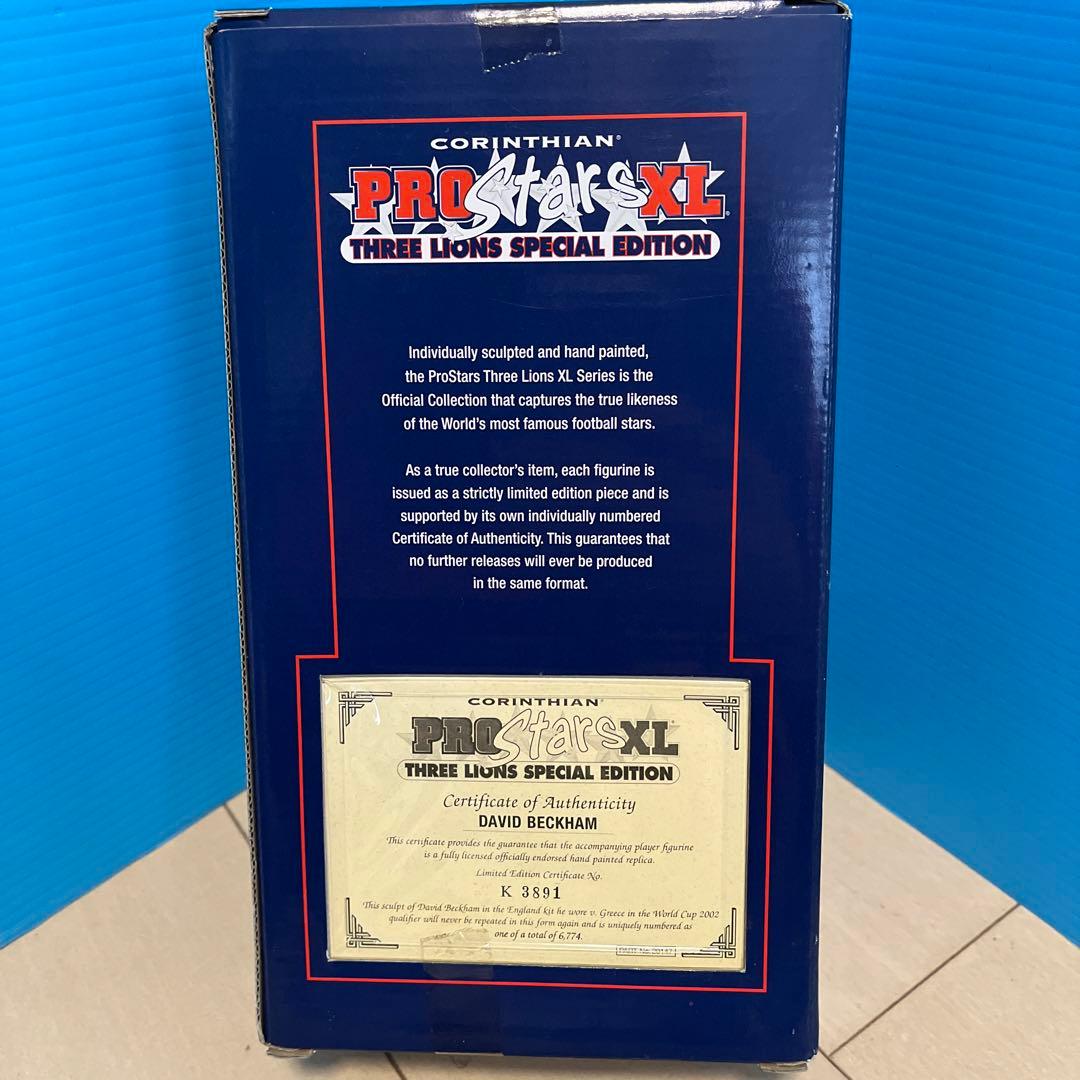 CORINTHIAN®
PROStarsXL®
THREE LIONS SPECIAL EDITION
Individually sculpted and hand painted,
the ProStars Three Lions XL Series is the
Official Collection that captures the true likeness
of the World's most famous football stars.
As a true collector's item, each figurine is
issued as a strictly limited edition piece and is
supported by its own individually numbered
Certificate of Authenticity. This guarantees that
no further releases will ever be produced
in the same format.
CORINTHIAN®
PROStarsXL®
THREE LIONS SPECIAL EDITION
Certificate of Authenticity
DAVID BECKHAM
This certificate provides the guarantee that the accompanying player figurine
is a fully licensed officially endorsed hand painted replica.
Limited Edition Certificate No.
K 3891
This sculpt of David Beckham in the England kit he wore v. Greece in the World Cup 2002
qualifier will never be repeated in this form again and is uniquely numbered as
one of a total of 6,774.